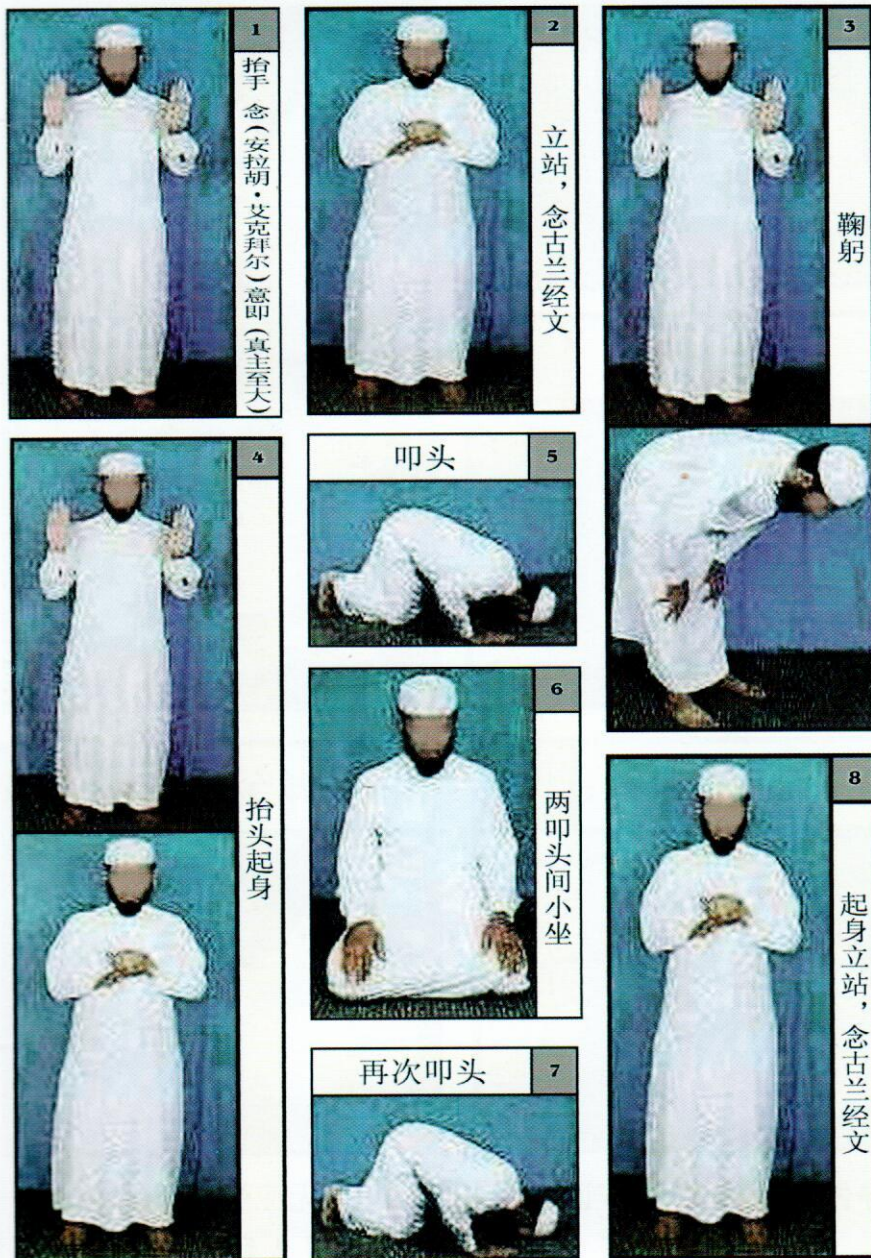 1
抬手 念(安拉胡·艾克拜尔) 意即 (真主至大)
2
立站，念古兰经文
3
鞠躬
4
抬头起身
5
叩头
6
两叩头间小坐
7
再次叩头
8
起身立站，念古兰经文